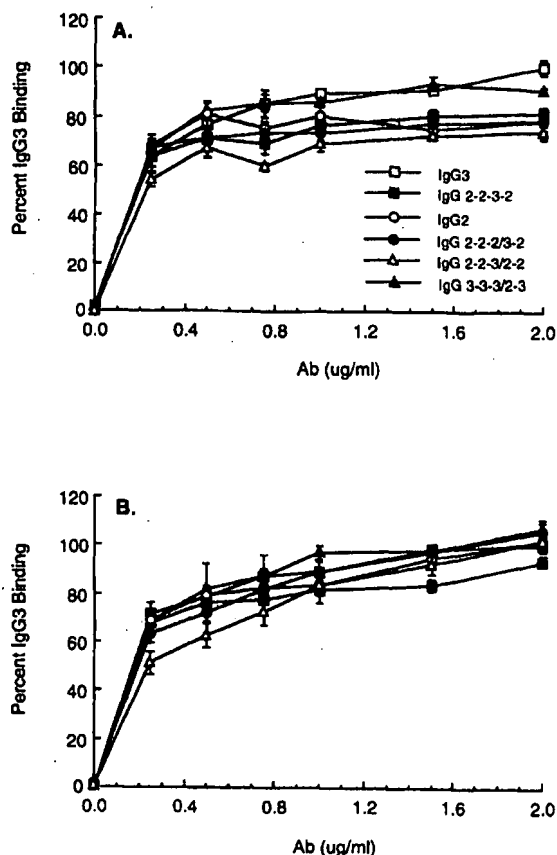 A.
Percent IgG3 Binding
120
100
80
60
40
20
0
0.0
0.4
0.8
1.2
1.6
2.0
Ab (ug/ml)
IgG3
IgG 2-2-3-2
IgG2
IgG 2-2-2/3-2
IgG 2-2-3/2-2
IgG 3-3-3/2-3
B.
Percent IgG3 Binding
120
100
80
60
40
20
0
0.0
0.4
0.8
1.2
1.6
2.0
Ab (ug/ml)